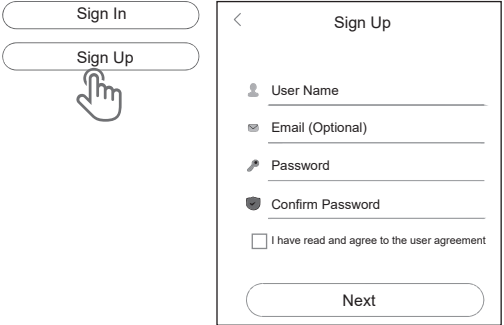 Sign In
Sign Up
Sign Up
User Name
Email (Optional)
Password
Confirm Password
I have read and agree to the user agreement
Next